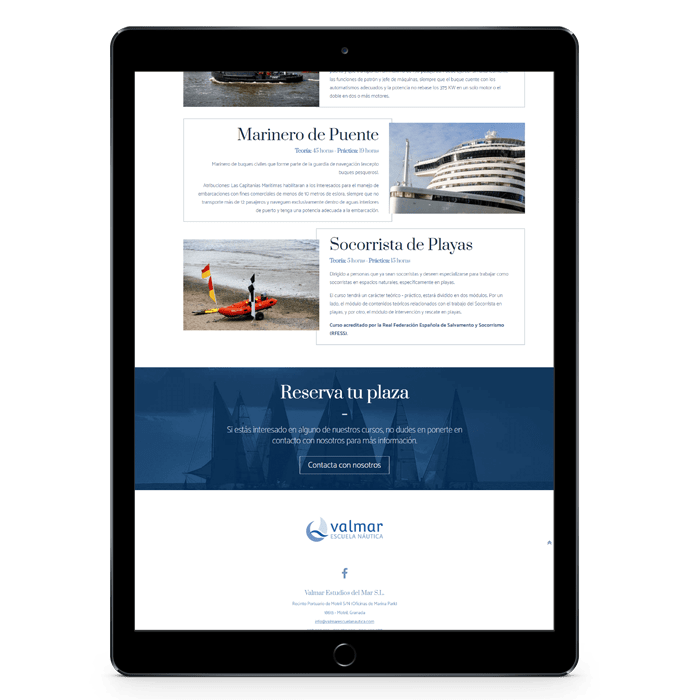 las funciones de patrón y jefe de máquinas, siempre que el buque cuente con los
automatismos adecuados y la potencia no rebase los 375 KW en un solo motor o el
doble en dos o más motores.
Marinero de Puente
Teoría: 45 horas - Práctica: 19 horas
Marinero de buques civiles que forme parte de la guardia de navegación (excepto
buques pesqueros).
Atribuciones: Las Capitanías Marítimas habilitarán a los interesados para el manejo de
embarcaciones con fines comerciales de menos de 10 metros de eslora, siempre que no
transporte más de 12 pasajeros y naveguen exclusivamente dentro de aguas interiores
de puerto y tenga una potencia adecuada a la embarcación.
Socorrista de Playas
Teoría: 5 horas - Práctica: 15 horas
Dirigido a personas que ya sean socorristas y deseen especializarse para trabajar como
socorristas en espacios naturales, específicamente en playas.
El curso tendrá un carácter teórico - práctico, estará dividido en dos módulos. Por un
lado, el módulo de contenidos teóricos relacionados con el trabajo del Socorrista en
playas, y por otro, el módulo de intervención y rescate en playas.
Curso acreditado por la Real Federación Española de Salvamento y Socorrismo
(RFESS).
Reserva tu plaza
–
Si estás interesado en alguno de nuestros cursos, no dudes en ponerte en
contacto con nosotros para más información.
Contacta con nosotros
valmar
ESCUELA NÁUTICA
Valmar Estudios del Mar S.L.
Recinto Portuario de Motril S/N (Oficinas de Marina Field)
Motril Granada
info@valmarescuelanautica.com